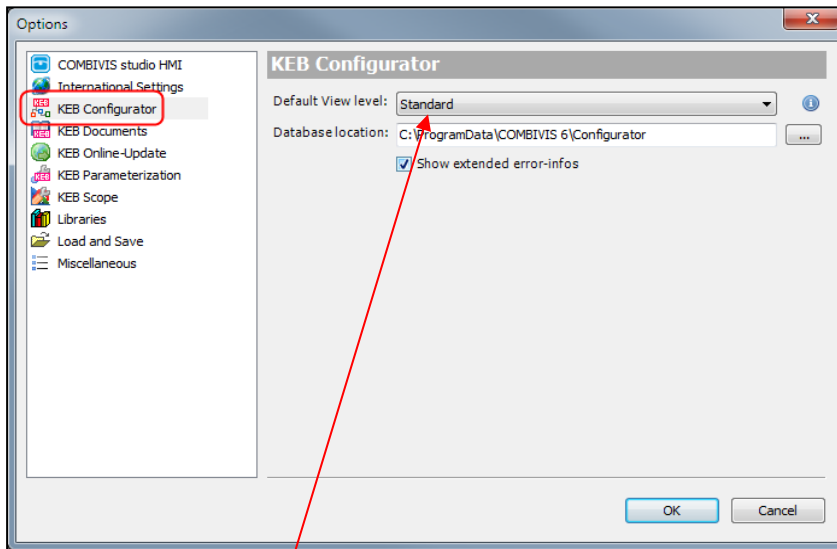 Options
COMBIVIS studio HMI
International Settings
KEB Configurator
KEB Documents
KEB Online-Update
KEB Parameterization
KEB Scope
Libraries
Load and Save
Miscellaneous
KEB Configurator
Default View level: Standard
Database location: C:\ProgramData\COMBIVIS 6\Configurator ...
Show extended error-infos
OK Cancel